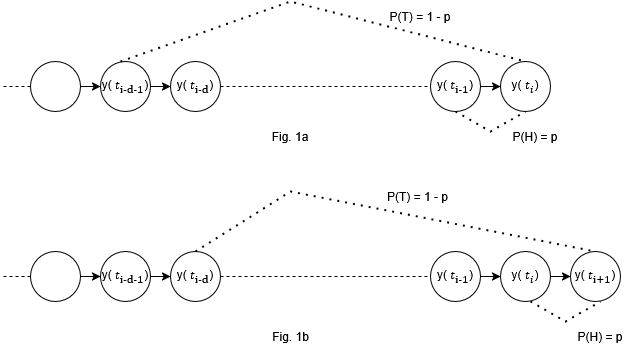 P(T) = 1 - p
y( t_{i-d-1}) y( t_{i-d}) y( t_{i-1}) y( t_i)
P(H) = p
Fig. 1a
P(T) = 1 - p
y( t_{i-d-1}) y( t_{i-d}) y( t_{i-1}) y( t_i) y( t_{i+1})
Fig. 1b
P(H) = p